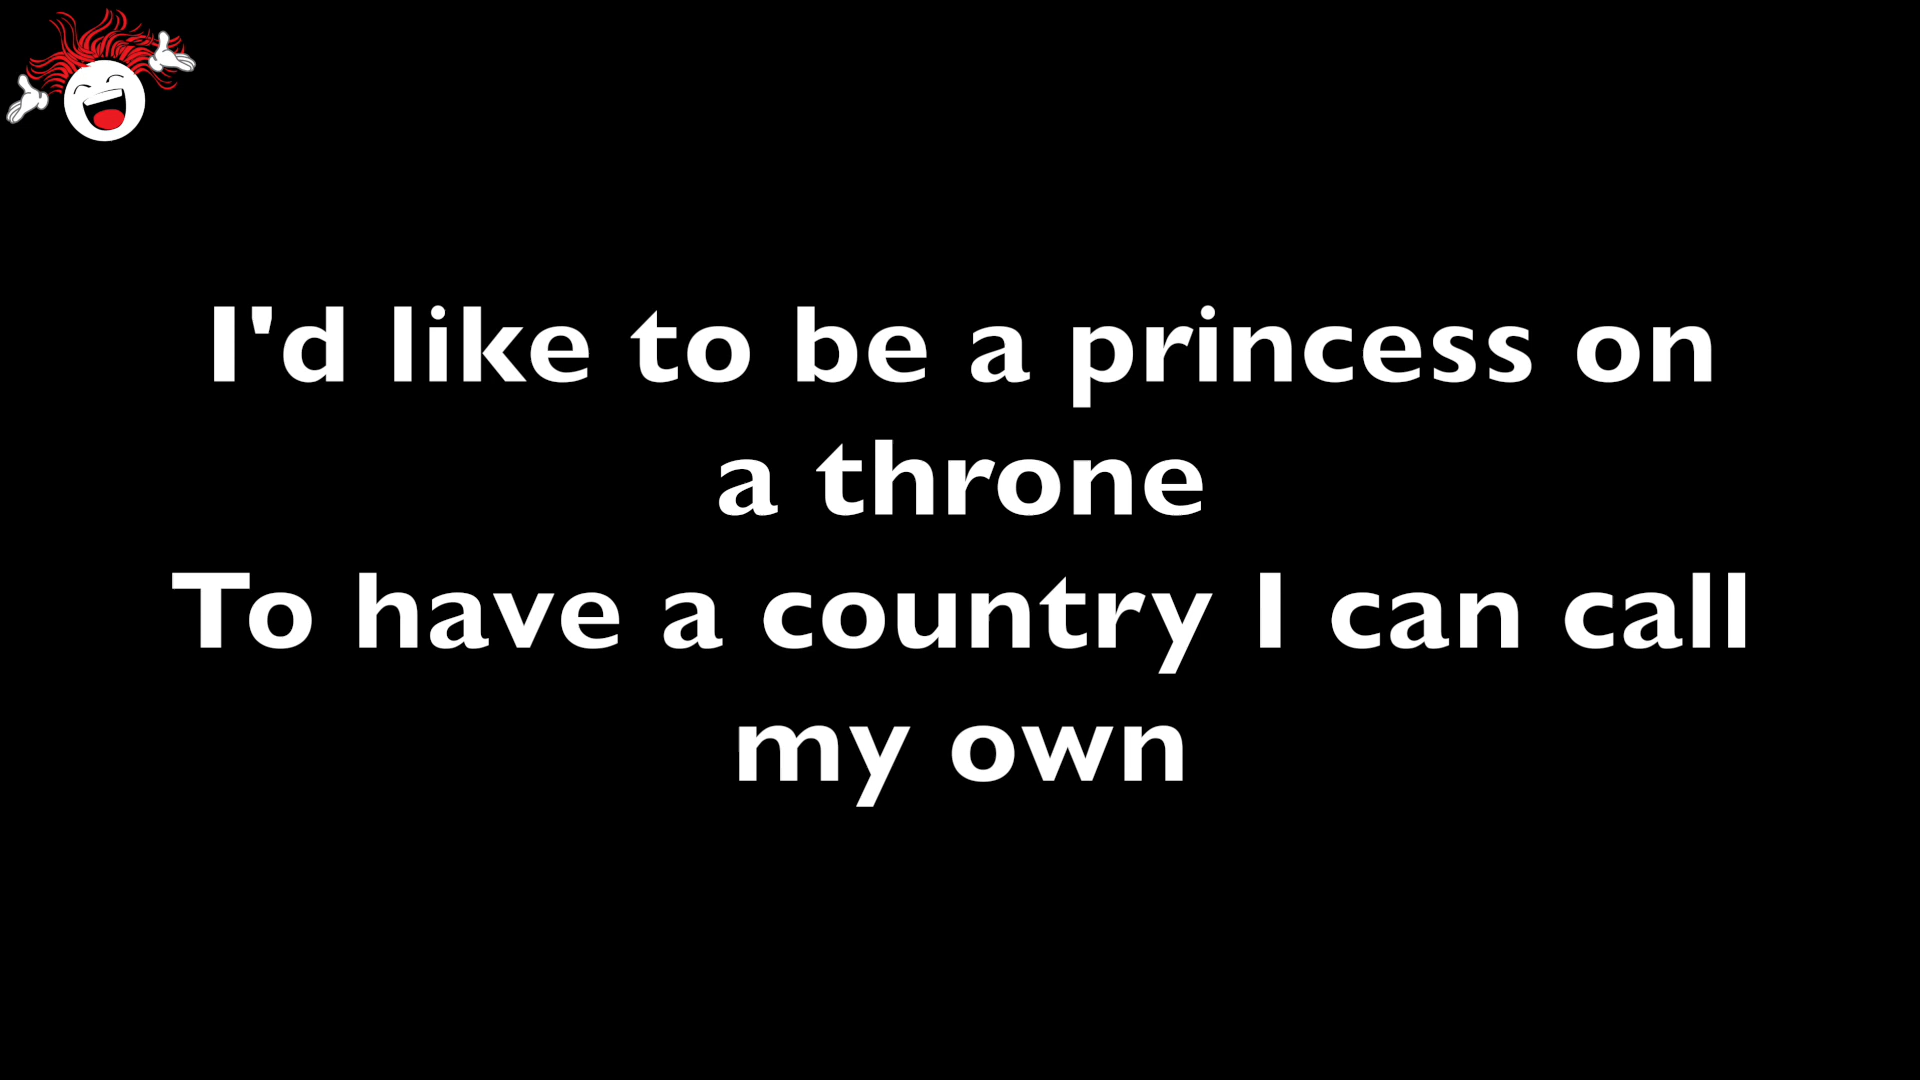 I'd like to be a princess on
a throne
To have a country I can call
my own